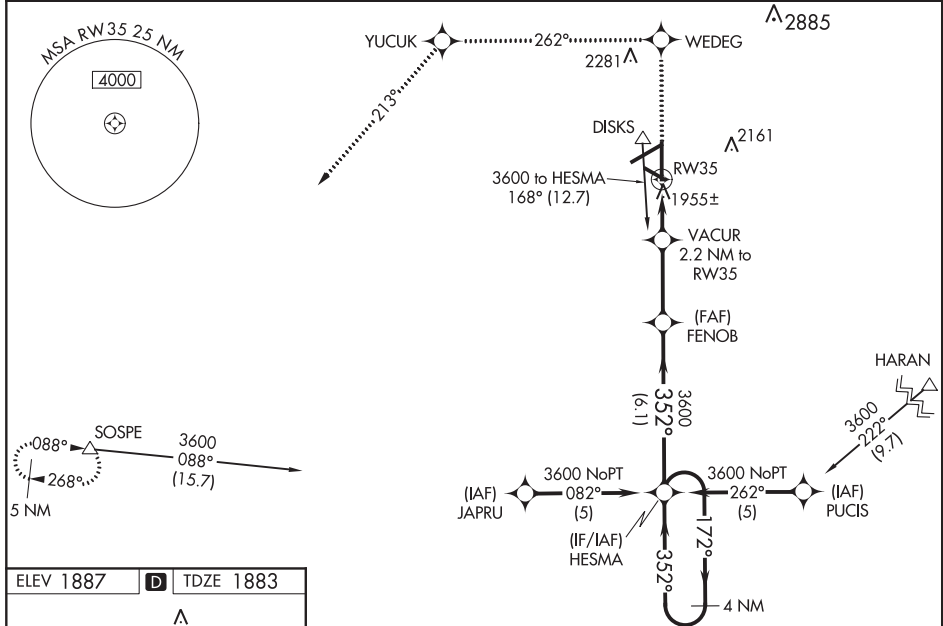 MSA RW35 25 NM
4000
YUCUK
262°
WEDEG
2281
2885
213°
DISKS
2161
RW35
3600 to HESMA
168° (12.7)
1955±
VACUR
2.2 NM to
RW35
(FAF)
FENOB
HARAN
3600
222°
(9.7)
3600
352°
(6.1)
SOSPE
088°
268°
5 NM
3600
088°
(15.7)
(IAF)
JAPRU
3600 NoPT
082°
(5)
3600 NoPT
262°
(5)
(IAF)
PUCIS
(IF/IAF)
HESMA
352°
172°
4 NM
ELEV 1887 D TDZE 1883